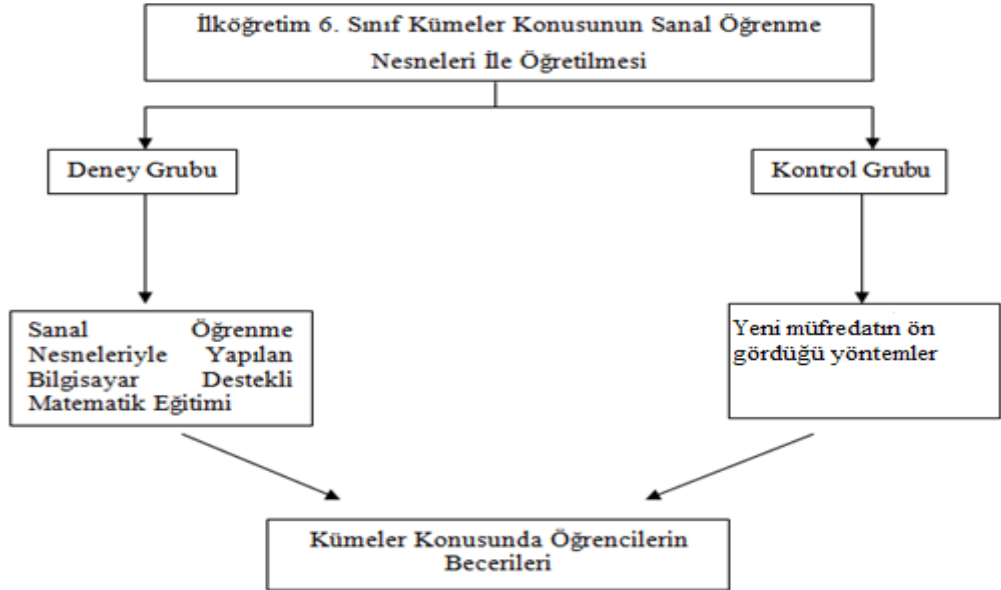 İlköğretim 6. Sınıf Kümeler Konusunun Sanal Öğrenme
Nesneleri İle Öğretilmesi
Deney Grubu
Kontrol Grubu
Sanal Öğrenme
Nesneleriyle Yapılan
Bilgisayar Destekli
Matematik Eğitimi
Yeni müfredatın ön
gördüğü yöntemler
Kümeler Konusunda Öğrencilerin
Becerileri